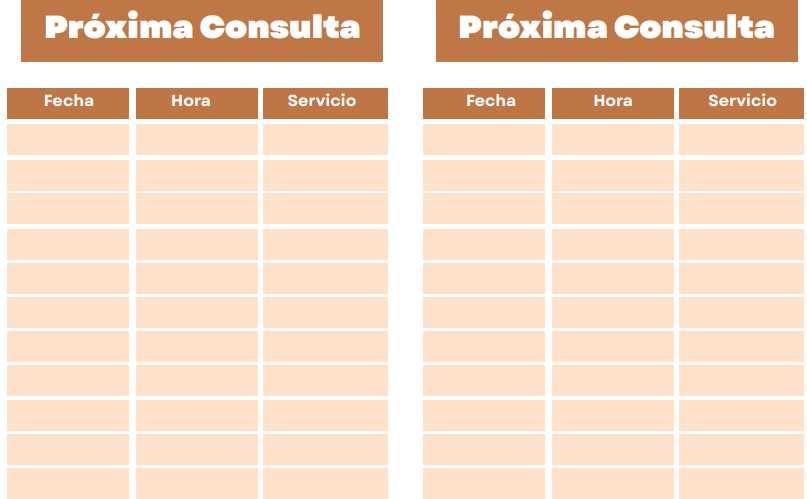 Próxima Consulta
Fecha Hora Servicio
Próxima Consulta
Fecha Hora Servicio